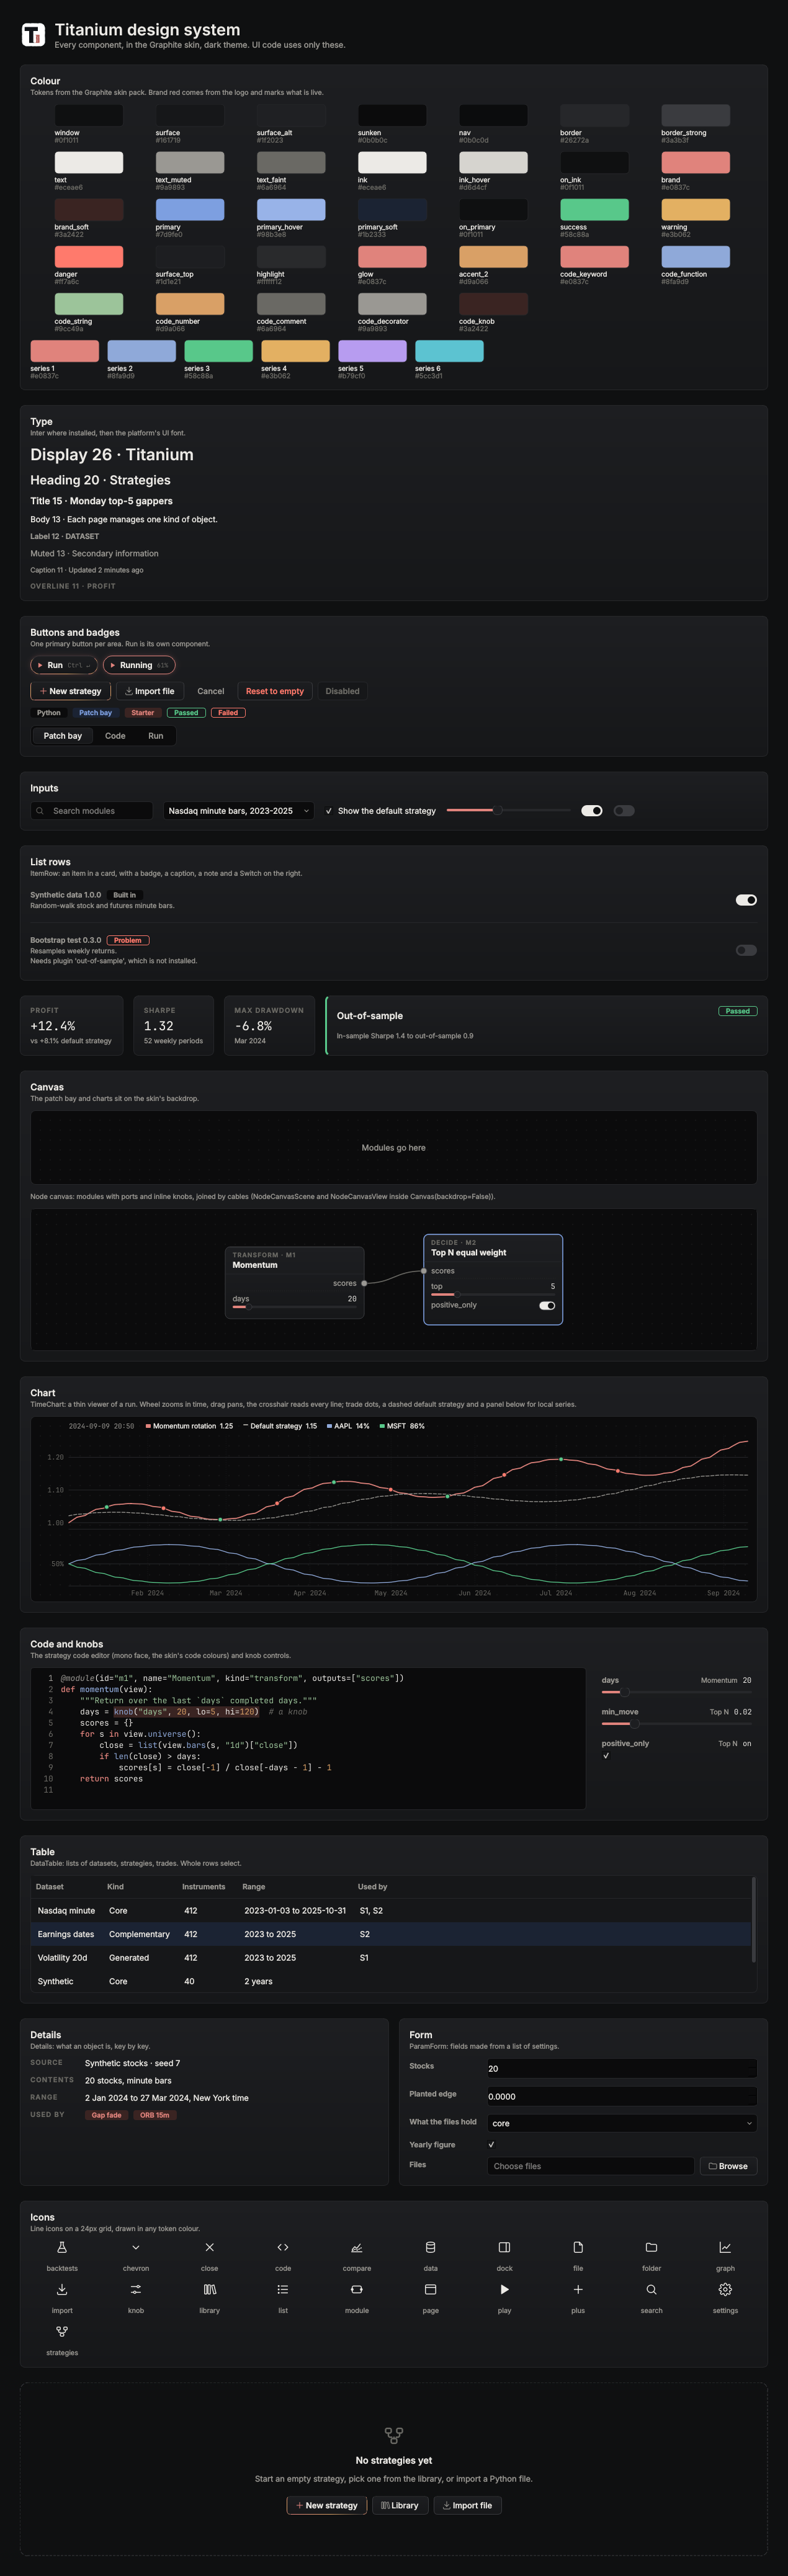 Titanium design system
Every component, in the Graphite skin, dark theme. UI code uses only these.
Colour
Tokens from the Graphite skin pack. Brand red comes from the logo and marks what is live.
window surface surface_alt sunken nav border border_strong
#0f1011 #161719 #1f2023 #0b0b0c #0b0c0d #26272a #3a3b3f
text text_muted text_faint ink ink_hover on_ink brand
#eceae6 #9a9893 #6a6964 #eceae6 #d6d4cf #0f1011 #e0837c
brand_soft primary primary_hover primary_soft on_primary success warning
#3a2422 #7d9fe0 #98b3e8 #1b2333 #0f1011 #58c88a #e3b062
danger surface_top highlight glow accent_2 code_keyword code_function
#ff7a6c #1d1e21 #ffffff12 #e0837c #d9a066 #e0837c #8fa9d9
code_string code_number code_comment code_decorator code_knob
#9cc49a #d9a066 #6a6964 #9a9893 #3a2422
series 1 series 2 series 3 series 4 series 5 series 6
#e0837c #8fa9d9 #58c88a #e3b062 #b79cf0 #5cc3d1
Type
Inter where installed, then the platform's UI font.
Display 26 · Titanium
Heading 20 · Strategies
Title 15 · Monday top-5 gappers
Body 13 · Each page manages one kind of object.
Label 12 · DATASET
Muted 13 · Secondary information
Caption 11 · Updated 2 minutes ago
OVERLINE 11 · PROFIT
Buttons and badges
One primary button per area. Run is its own component.
Run Ctrl ↵ Running 62%
New strategy Import file Cancel Reset to empty Disabled
Python Patch bay Starter Passed Failed
Patch bay Code Run
Inputs
Search modules Nasdaq minute bars, 2023-2025 Show the default strategy
List rows
ItemRow: an item in a card, with a badge, a caption, a note and a Switch on the right.
Synthetic data 1.0.0 Built in
Random-walk stock and futures minute bars.
Bootstrap test 0.3.0 Problem
Resamples weekly returns.
Needs plugin 'out-of-sample', which is not installed.
PROFIT SHARPE MAX DRAWDOWN Out-of-sample Passed
+12.4% 1.32 -6.8%
vs +8.1% default strategy 52 weekly periods Mar 2024 In-sample Sharpe 1.4 to out-of-sample 0.9
Canvas
The patch bay and charts sit on the skin's backdrop.
Modules go here
Node canvas: modules with ports and inline knobs, joined by cables (NodeCanvasScene and NodeCanvasView inside Canvas(backdrop=False)).
TRANSFORM · M1
Momentum
scores
days 20
DECIDE · M2
Top N equal weight
scores
top 5
positive_only
Chart
TimeChart: a thin viewer of a run. Wheel zooms in time, drag pans, the crosshair reads every line; trade dots, a dashed default strategy and a panel below for local series.
2024-09-09 20:50 Momentum rotation 1.25 Default strategy 1.15 AAPL 14% MSFT 86%
1.20
1.10
1.00
50%
Feb 2024 Mar 2024 Apr 2024 May 2024 Jun 2024 Jul 2024 Aug 2024 Sep 2024
Code and knobs
The strategy code editor (mono face, the skin's code colours) and knob controls.
1 @module(id="m1", name="Momentum", kind="transform", outputs=["scores"])
2 def momentum(view):
3 """Return over the last `days` completed days."""
4 days = knob("days", 20, lo=5, hi=120) # a knob
5 scores = {}
6 for s in view.universe():
7 close = list(view.bars(s, "1d")["close"])
8 if len(close) > days:
9 scores[s] = close[-1] / close[-days - 1] - 1
10 return scores
11
days Momentum 20
min_move Top N 0.02
positive_only Top N on
Table
DataTable: lists of datasets, strategies, trades. Whole rows select.
Dataset Kind Instruments Range Used by
Nasdaq minute Core 412 2023-01-03 to 2025-10-31 S1, S2
Earnings dates Complementary 412 2023 to 2025 S2
Volatility 20d Generated 412 2023 to 2025 S1
Synthetic Core 40 2 years
Details
Details: what an object is, key by key.
SOURCE Synthetic stocks · seed 7
CONTENTS 20 stocks, minute bars
RANGE 2 Jan 2024 to 27 Mar 2024, New York time
USED BY Gap fade ORB 15m
Form
ParamForm: fields made from a list of settings.
Stocks 20
Planted edge 0.0000
What the files hold core
Yearly figure
Files Choose files Browse
Icons
Line icons on a 24px grid, drawn in any token colour.
backtests chevron close code compare data dock file folder graph
import knob library list module page play plus search settings
strategies
No strategies yet
Start an empty strategy, pick one from the library, or import a Python file.
New strategy Library Import file